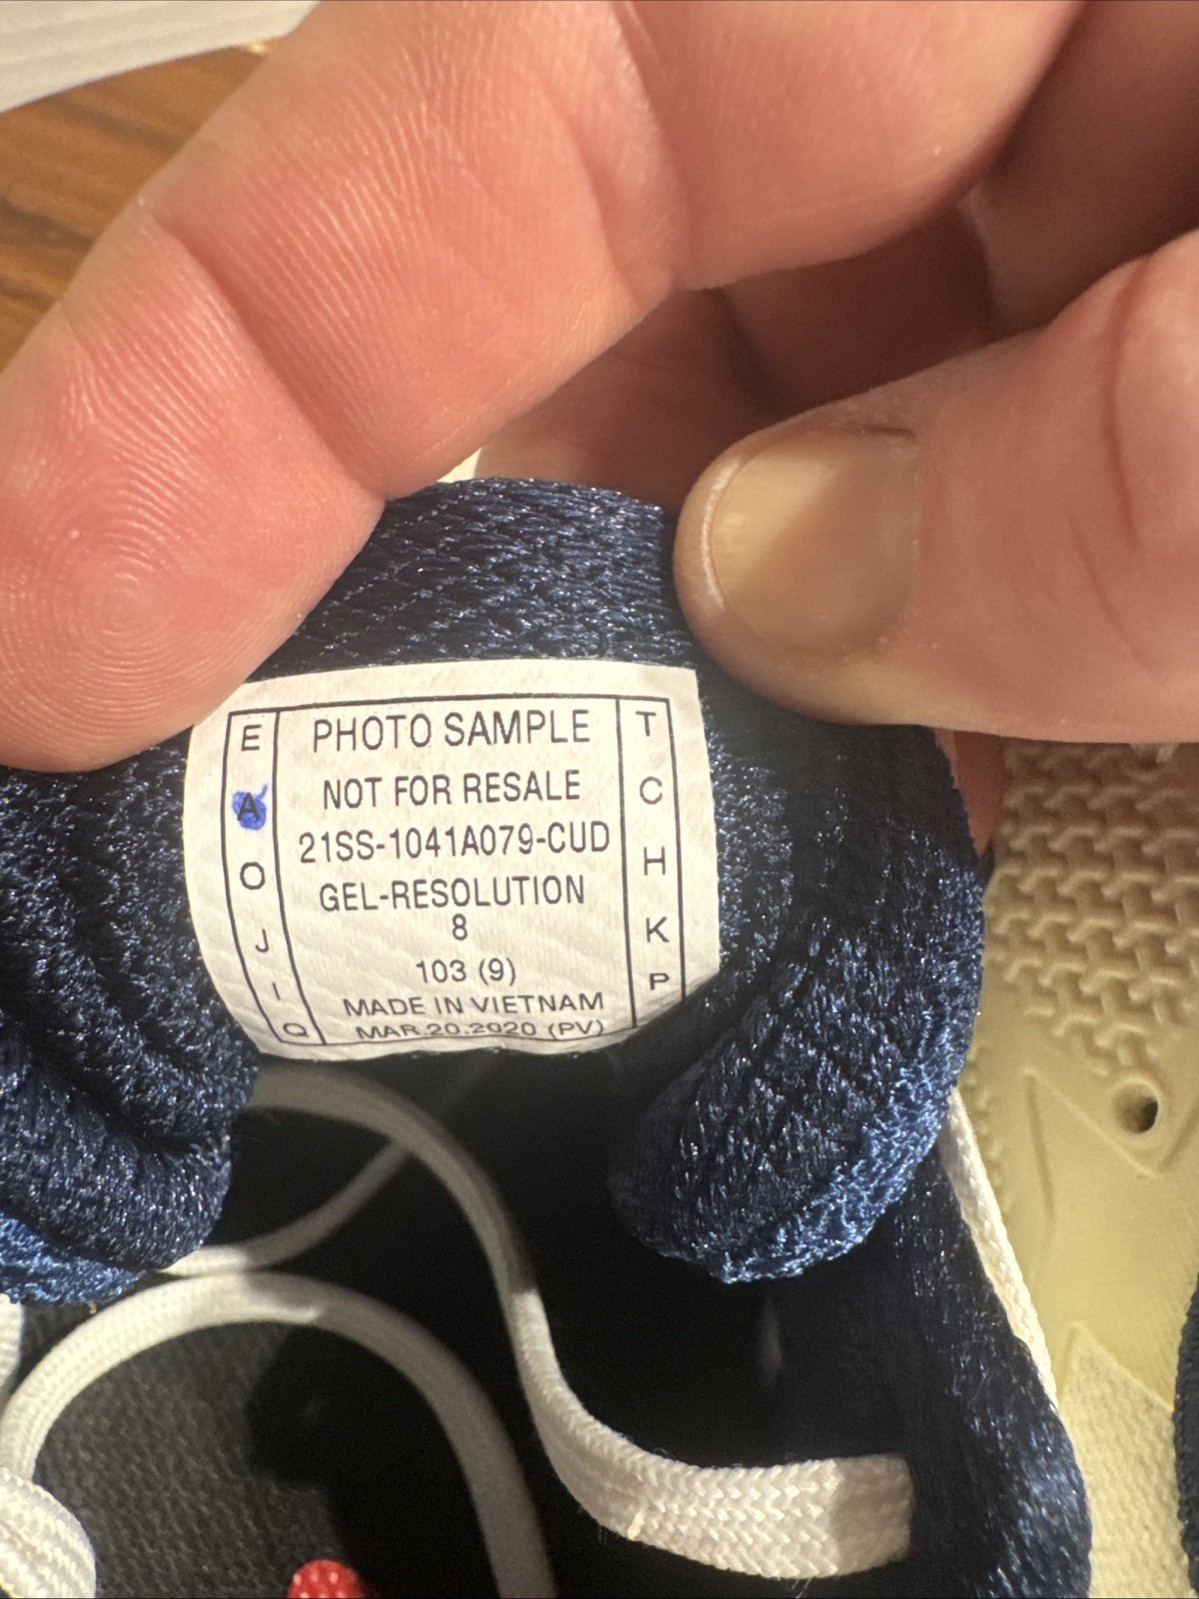 E
A
O
J
I
Q
PHOTO SAMPLE
NOT FOR RESALE
21SS-1041A079-CUD
GEL-RESOLUTION
8
103 (9)
MADE IN VIETNAM
MAR.20.2020 (PV)
T
C
H
K
P